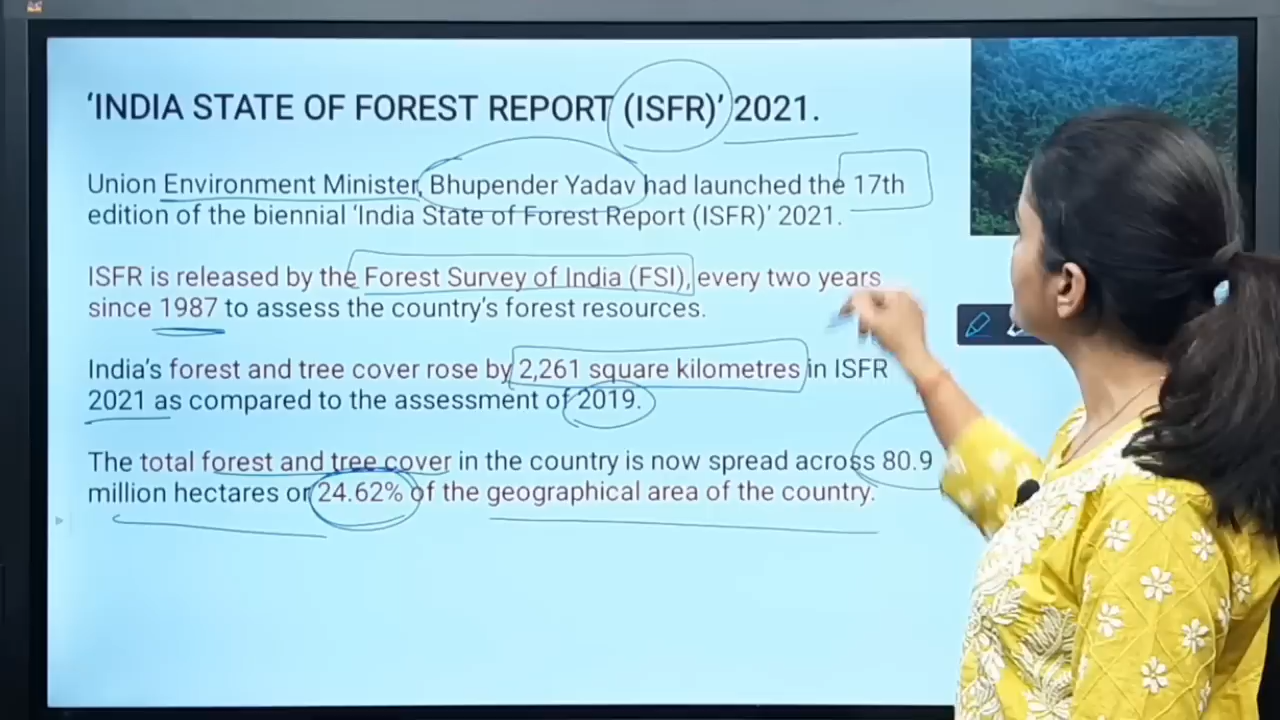 ‘INDIA STATE OF FOREST REPORT (ISFR)’ 2021.
Union Environment Minister, Bhupender Yadav had launched the 17th
edition of the biennial ‘India State of Forest Report (ISFR)’ 2021.
ISFR is released by the Forest Survey of India (FSI), every two years
since 1987 to assess the country’s forest resources.
India’s forest and tree cover rose by 2,261 square kilometres in ISFR
2021 as compared to the assessment of 2019.
The total forest and tree cover in the country is now spread across 80.9
million hectares or 24.62% of the geographical area of the country.